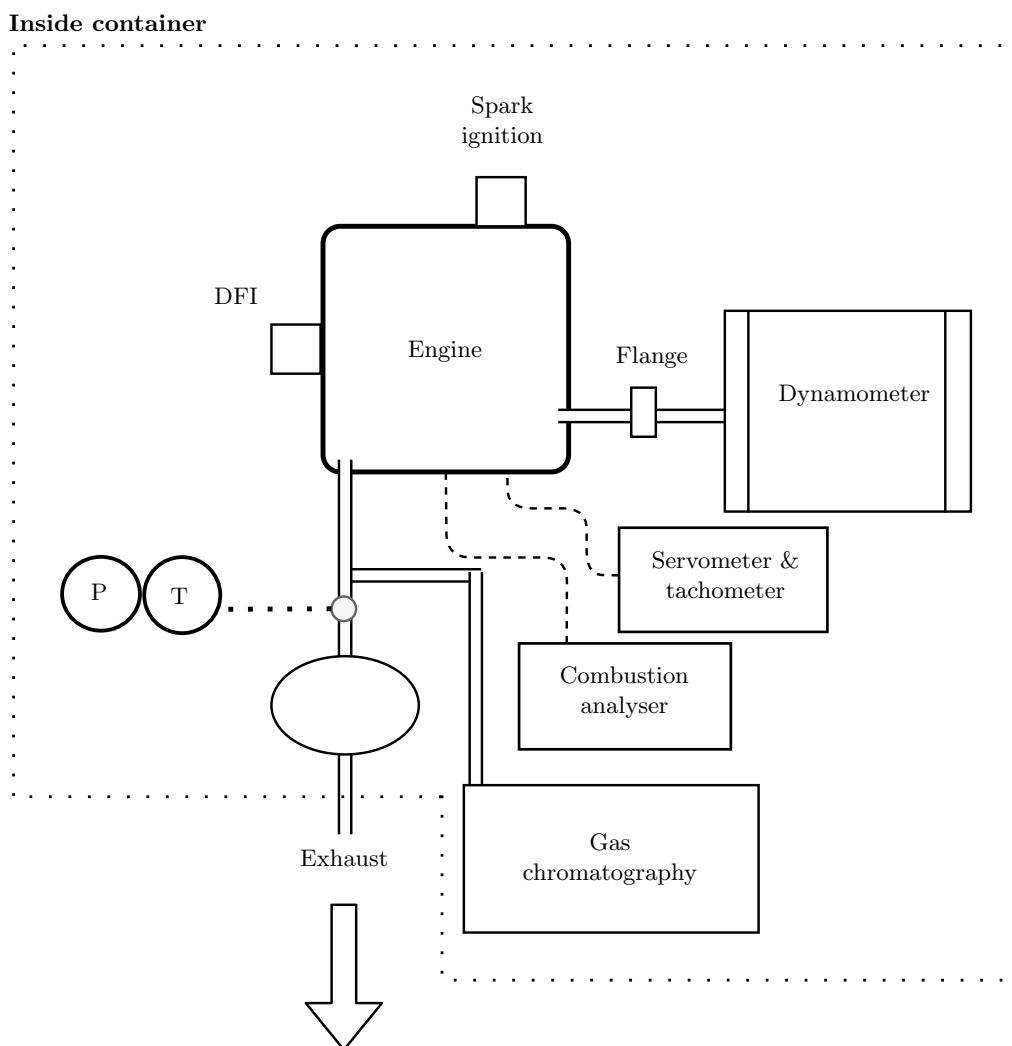 Inside container
Spark
ignition
DFI
Engine
Flange
Dynamometer
Servometer &
tachometer
P
T
Combustion
analyser
Gas
chromatography
Exhaust